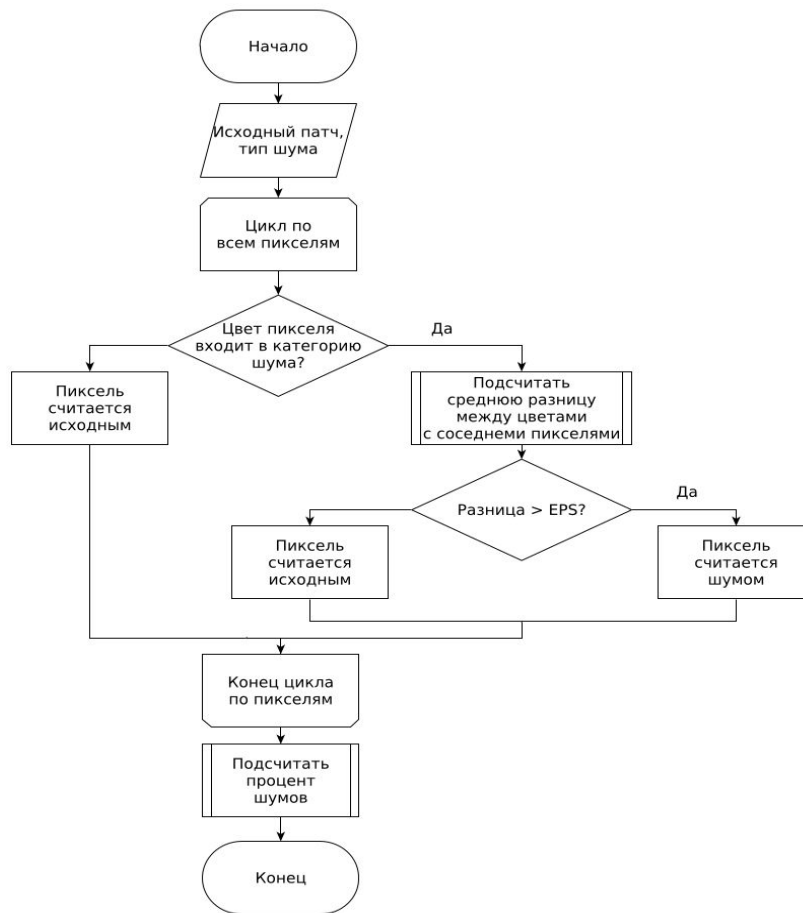 Начало
Исходный патч,
тип шума
Цикл по
всем пикселям
Цвет пикселя
входит в категорию
шума?
Да
Пиксель
считается
исходным
Подсчитать
среднюю разницу
между цветами
с соседнеми пикселями
Разница > EPS?
Да
Пиксель
считается
исходным
Пиксель
считается
шумом
Конец цикла
по пикселям
Подсчитать
процент
шумов
Конец